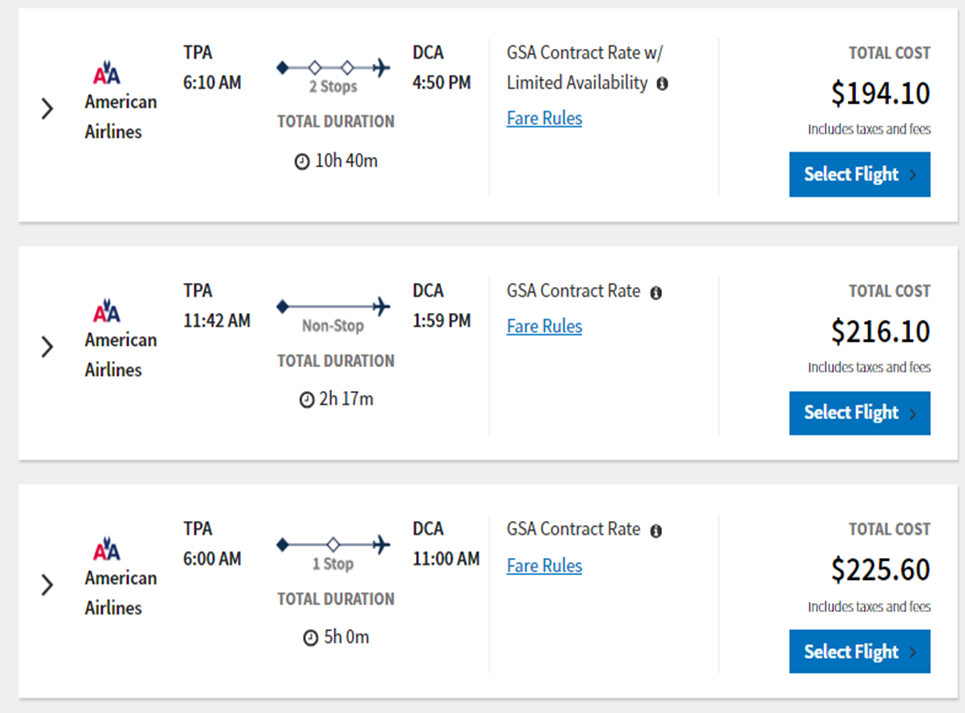 TPA
6:10 AM
2 Stops
TOTAL DURATION
10h 40m
DCA
4:50 PM
American
Airlines
GSA Contract Rate w/
Limited Availability
Fare Rules
TOTAL COST
$194.10
Includes taxes and fees
Select Flight
TPA
11:42 AM
Non-Stop
TOTAL DURATION
2h 17m
DCA
1:59 PM
American
Airlines
GSA Contract Rate
Fare Rules
TOTAL COST
$216.10
Includes taxes and fees
Select Flight
TPA
6:00 AM
1 Stop
TOTAL DURATION
5h 0m
DCA
11:00 AM
American
Airlines
GSA Contract Rate
Fare Rules
TOTAL COST
$225.60
Includes taxes and fees
Select Flight